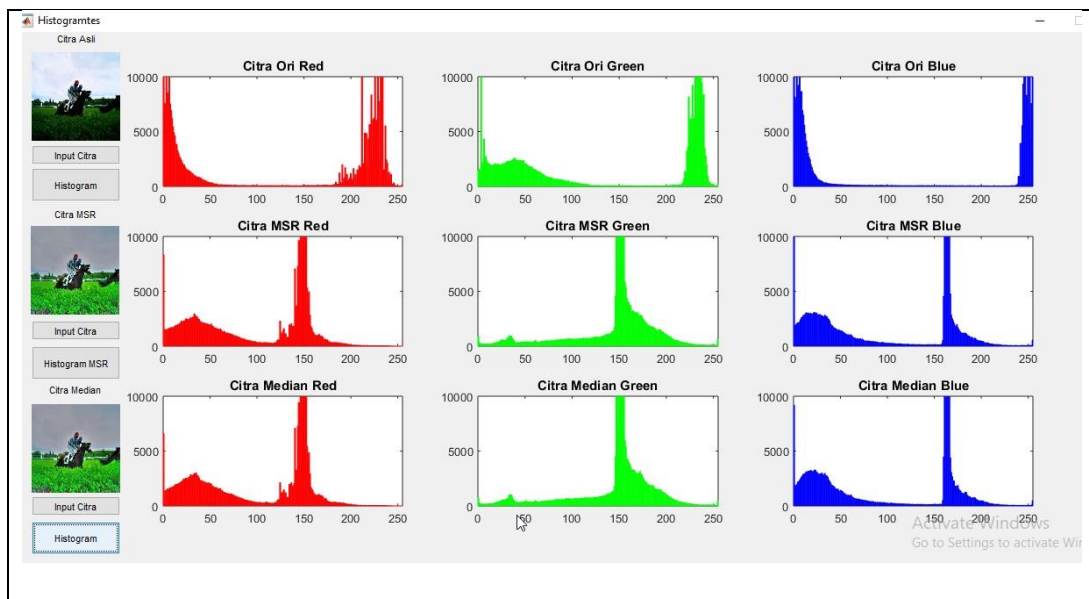 Histogramtes
Citra Asli
Input Citra
Histogram
Citra MSR
Input Citra
Histogram MSR
Citra Median
Input Citra
Histogram
Citra Ori Red
10000
5000
0
0 50 100 150 200 250
Citra Ori Green
10000
5000
0
0 50 100 150 200 250
Citra Ori Blue
10000
5000
0
0 50 100 150 200 250
Citra MSR Red
10000
5000
0
0 50 100 150 200 250
Citra MSR Green
10000
5000
0
0 50 100 150 200 250
Citra MSR Blue
10000
5000
0
0 50 100 150 200 250
Citra Median Red
10000
5000
0
0 50 100 150 200 250
Citra Median Green
10000
5000
0
0 50 100 150 200 250
Citra Median Blue
10000
5000
0
0 50 100 150 200 250
Activate Windows
Go to Settings to activate Win